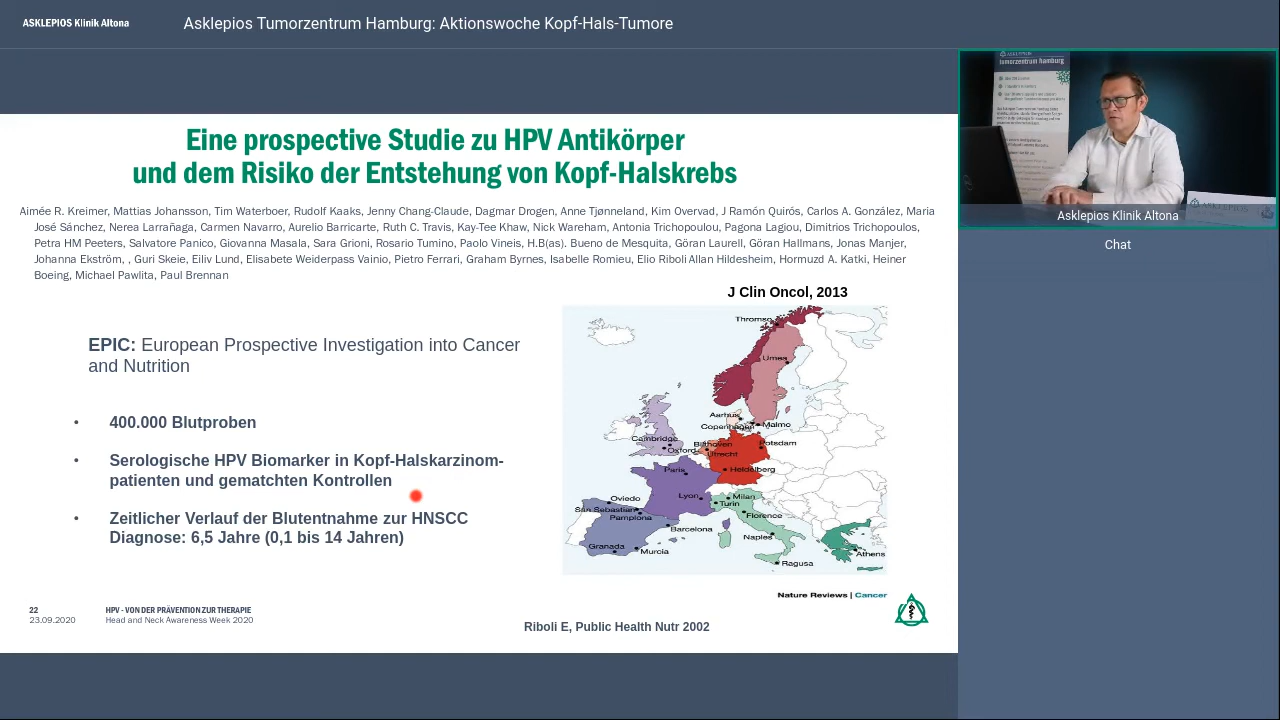 ASKLEPIOS Klinik Altona
Asklepios Tumorzentrum Hamburg: Aktionswoche Kopf-Hals-Tumore
ASKLEPIOS
tumorzentrum hamburg
Asklepios Klinik Altona
Chat
Eine prospektive Studie zu HPV Antikörper
und dem Risiko der Entstehung von Kopf-Halskrebs
Aimée R. Kreimer, Mattias Johansson, Tim Waterboer, Rudolf Kaaks, Jenny Chang-Claude, Dagmar Drogen, Anne Tjønneland, Kim Overvad, J Ramón Quirós, Carlos A. González, Maria
José Sánchez, Nerea Larrañaga, Carmen Navarro, Aurelio Barricante, Ruth C. Travis, Kay-Tee Khaw, Nick Wareham, Antonia Trichopoulou, Pagona Lagiou, Dimitrios Trichopoulos,
Petra HM Peeters, Salvatore Panico, Giovanna Masala, Sara Grioni, Rosario Tumino, Paolo Vineis, H.B(as). Bueno de Mesquita, Göran Laurell, Göran Hallmans, Jonas Manjer,
Johanna Ekström, , Guri Skeie, Eiliv Lund, Elisabete Weiderpass Vainio, Pietro Ferrari, Graham Byrnes, Isabelle Romieu, Elio Riboli Allan Hildesheim, Hormuzd A. Katki, Heiner
Boeing, Michael Pawlita, Paul Brennan
J Clin Oncol, 2013
EPIC: European Prospective Investigation into Cancer
and Nutrition
• 400.000 Blutproben
• Serologische HPV Biomarker in Kopf-Halskarzinom-
patienten und gematchten Kontrollen
• Zeitlicher Verlauf der Blutentnahme zur HNSCC
Diagnose: 6,5 Jahre (0,1 bis 14 Jahren)
Thromso
Umea
Aarhus
Copenhagen
Malmo
Cambridge
Oxford
Bilthoven
Utrecht
Potsdam
Paris
Heidelberg
Lyon
Milan
Turin
Oviedo
San Sebastian
Pamplona
Florence
Barcelona
Naples
Granada
Murcia
Athens
Ragusa
Nature Reviews | Cancer
22
HPV - VON DER PRÄVENTION ZUR THERAPIE
23.09.2020
Head and Neck Awareness Week 2020
Riboli E, Public Health Nutr 2002